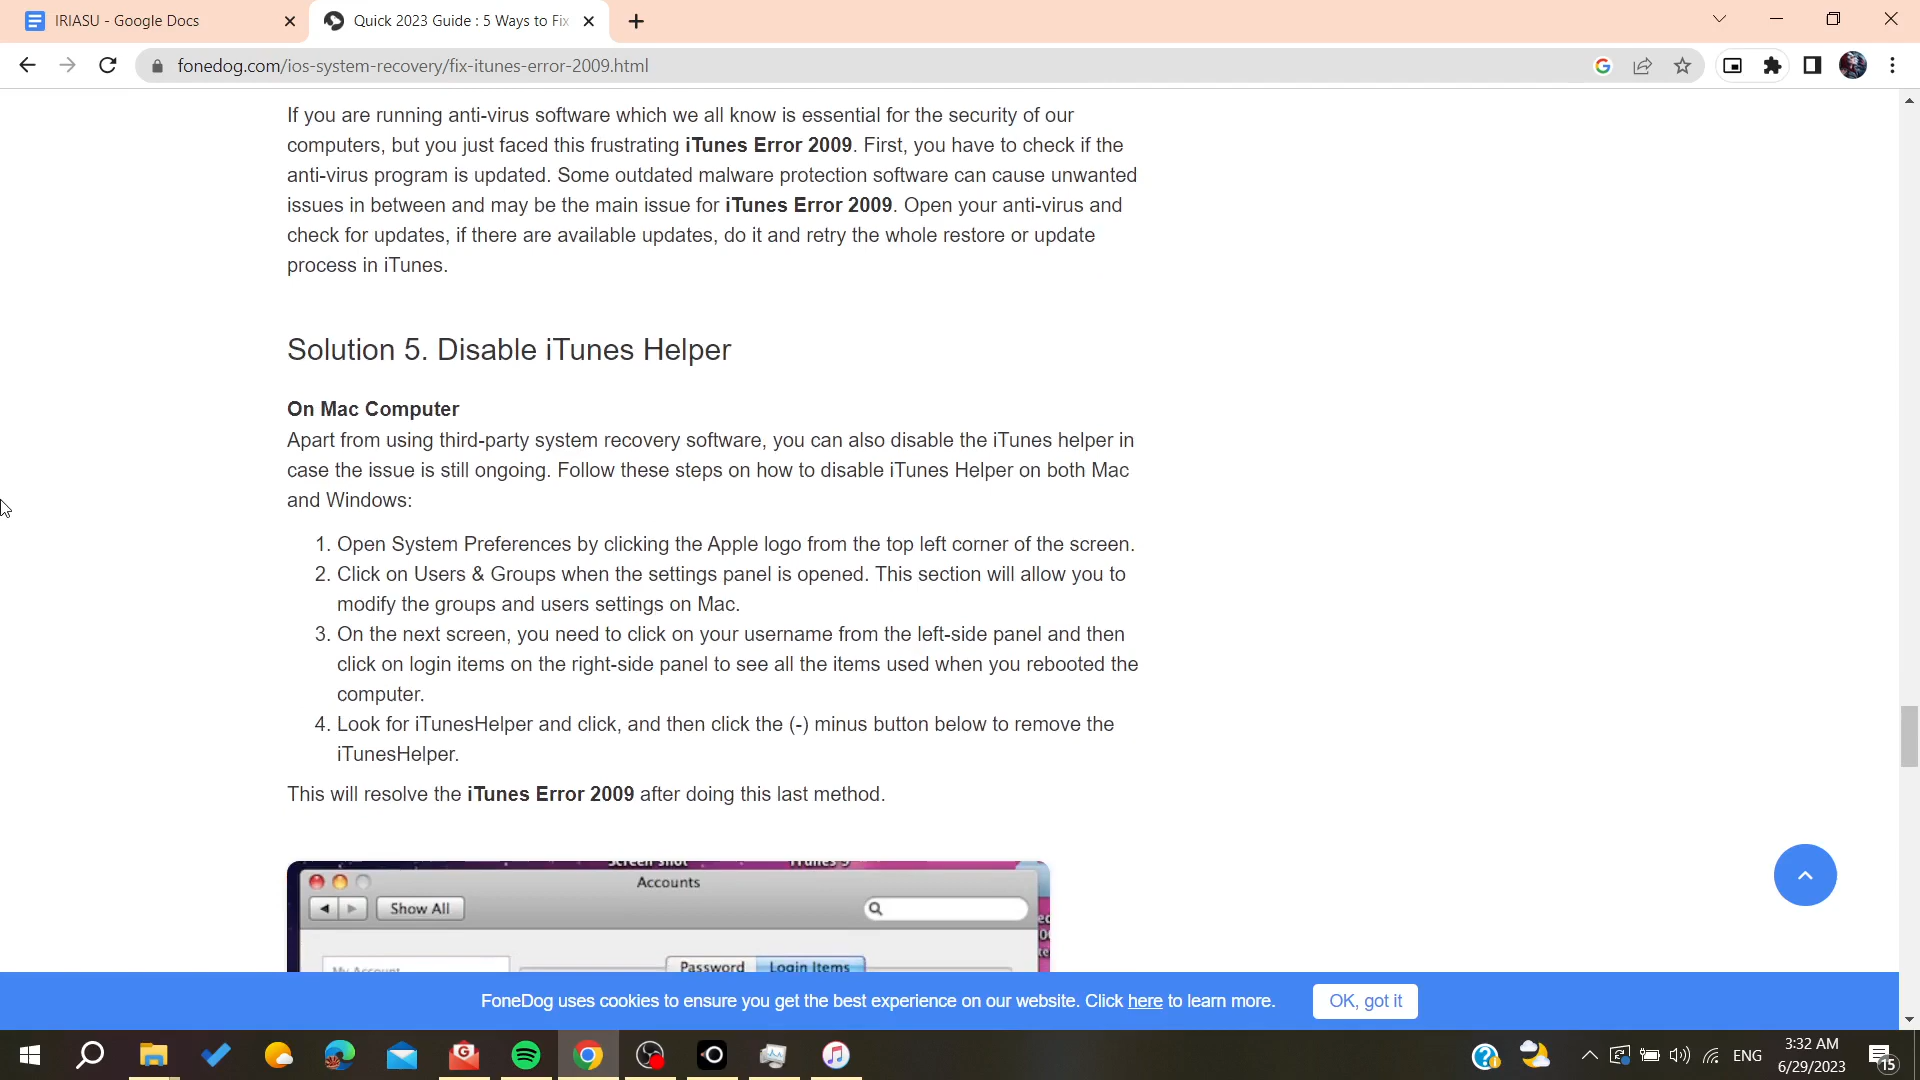 IRIASU - Google Docs
Quick 2023 Guide : 5 Ways to Fix
fonedog.com/ios-system-recovery/fix-itunes-error-2009.html
If you are running anti-virus software which we all know is essential for the security of our
computers, but you just faced this frustrating iTunes Error 2009. First, you have to check if the
anti-virus program is updated. Some outdated malware protection software can cause unwanted
issues in between and may be the main issue for iTunes Error 2009. Open your anti-virus and
check for updates, if there are available updates, do it and retry the whole restore or update
process in iTunes.
Solution 5. Disable iTunes Helper
On Mac Computer
Apart from using third-party system recovery software, you can also disable the iTunes helper in
case the issue is still ongoing. Follow these steps on how to disable iTunes Helper on both Mac
and Windows:
1. Open System Preferences by clicking the Apple logo from the top left corner of the screen.
2. Click on Users & Groups when the settings panel is opened. This section will allow you to
modify the groups and users settings on Mac.
3. On the next screen, you need to click on your username from the left-side panel and then
click on login items on the right-side panel to see all the items used when you rebooted the
computer.
4. Look for iTunesHelper and click, and then click the (-) minus button below to remove the
iTunesHelper.
This will resolve the iTunes Error 2009 after doing this last method.
Screen shot
iTunes 9
Accounts
Show All
My Account
Password
Login Items
FoneDog uses cookies to ensure you get the best experience on our website. Click here to learn more.
OK, got it
ENG
3:32 AM
6/29/2023
15